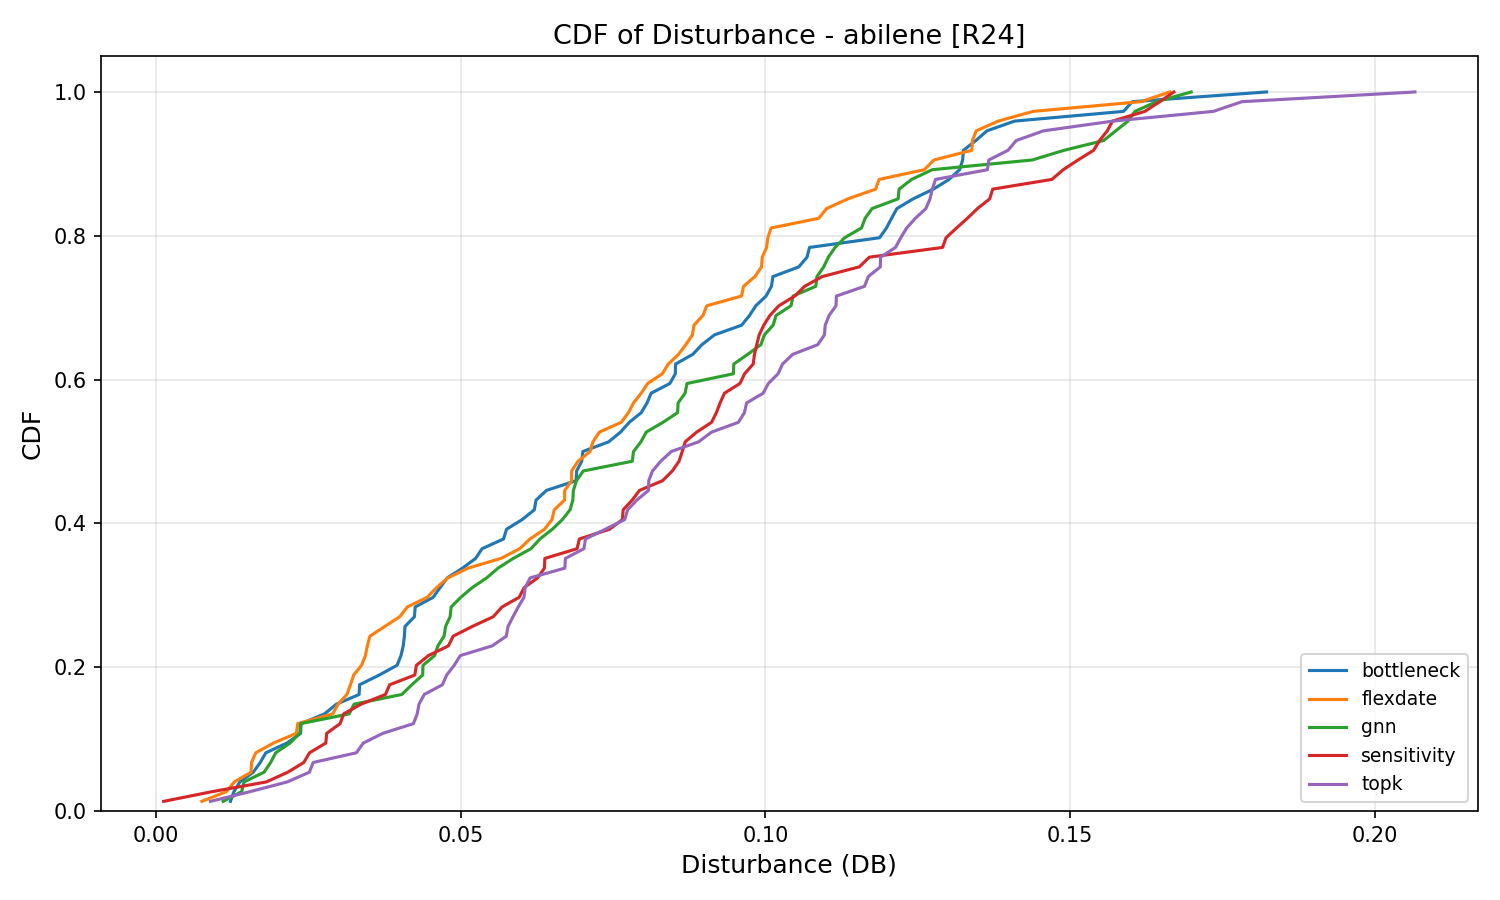 CDF of Disturbance - abilene [R24]
CDF
1.0
0.8
0.6
0.4
0.2
0.0
0.00
0.05
0.10
0.15
0.20
Disturbance (DB)
bottleneck
flexdate
gnn
sensitivity
topk